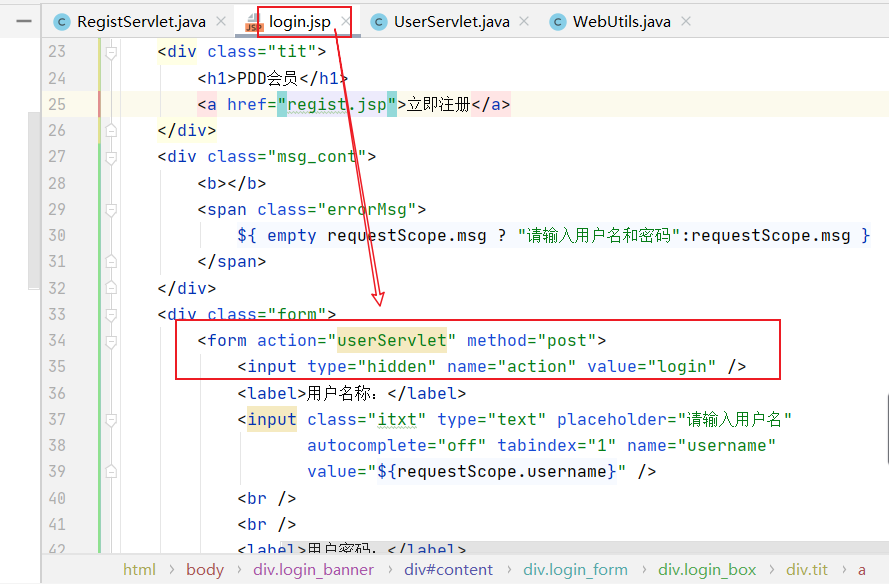 RegistServlet.java login.jsp UserServlet.java WebUtils.java
23 <div class="tit">
24 <h1>PDD会员</h1>
25 <a href="regist.jsp">立即注册</a>
26 </div>
27 <div class="msg_cont">
28 <b></b>
29 <span class="errorMsg">
30 ${ empty requestScope.msg ? "请输入用户名和密码":requestScope.msg }
31 </span>
32 </div>
33 <div class="form">
34 <form action="userServlet" method="post">
35 <input type="hidden" name="action" value="login" />
36 <label>用户名称：</label>
37 <input class="itxt" type="text" placeholder="请输入用户名"
38 autocomplete="off" tabindex="1" name="username"
39 value="${requestScope.username}" />
40 <br />
41 <br />
42 <label>用户密码：</label>
html > body > div.login_banner > div#content > div.login_form > div.login_box > div.tit > a